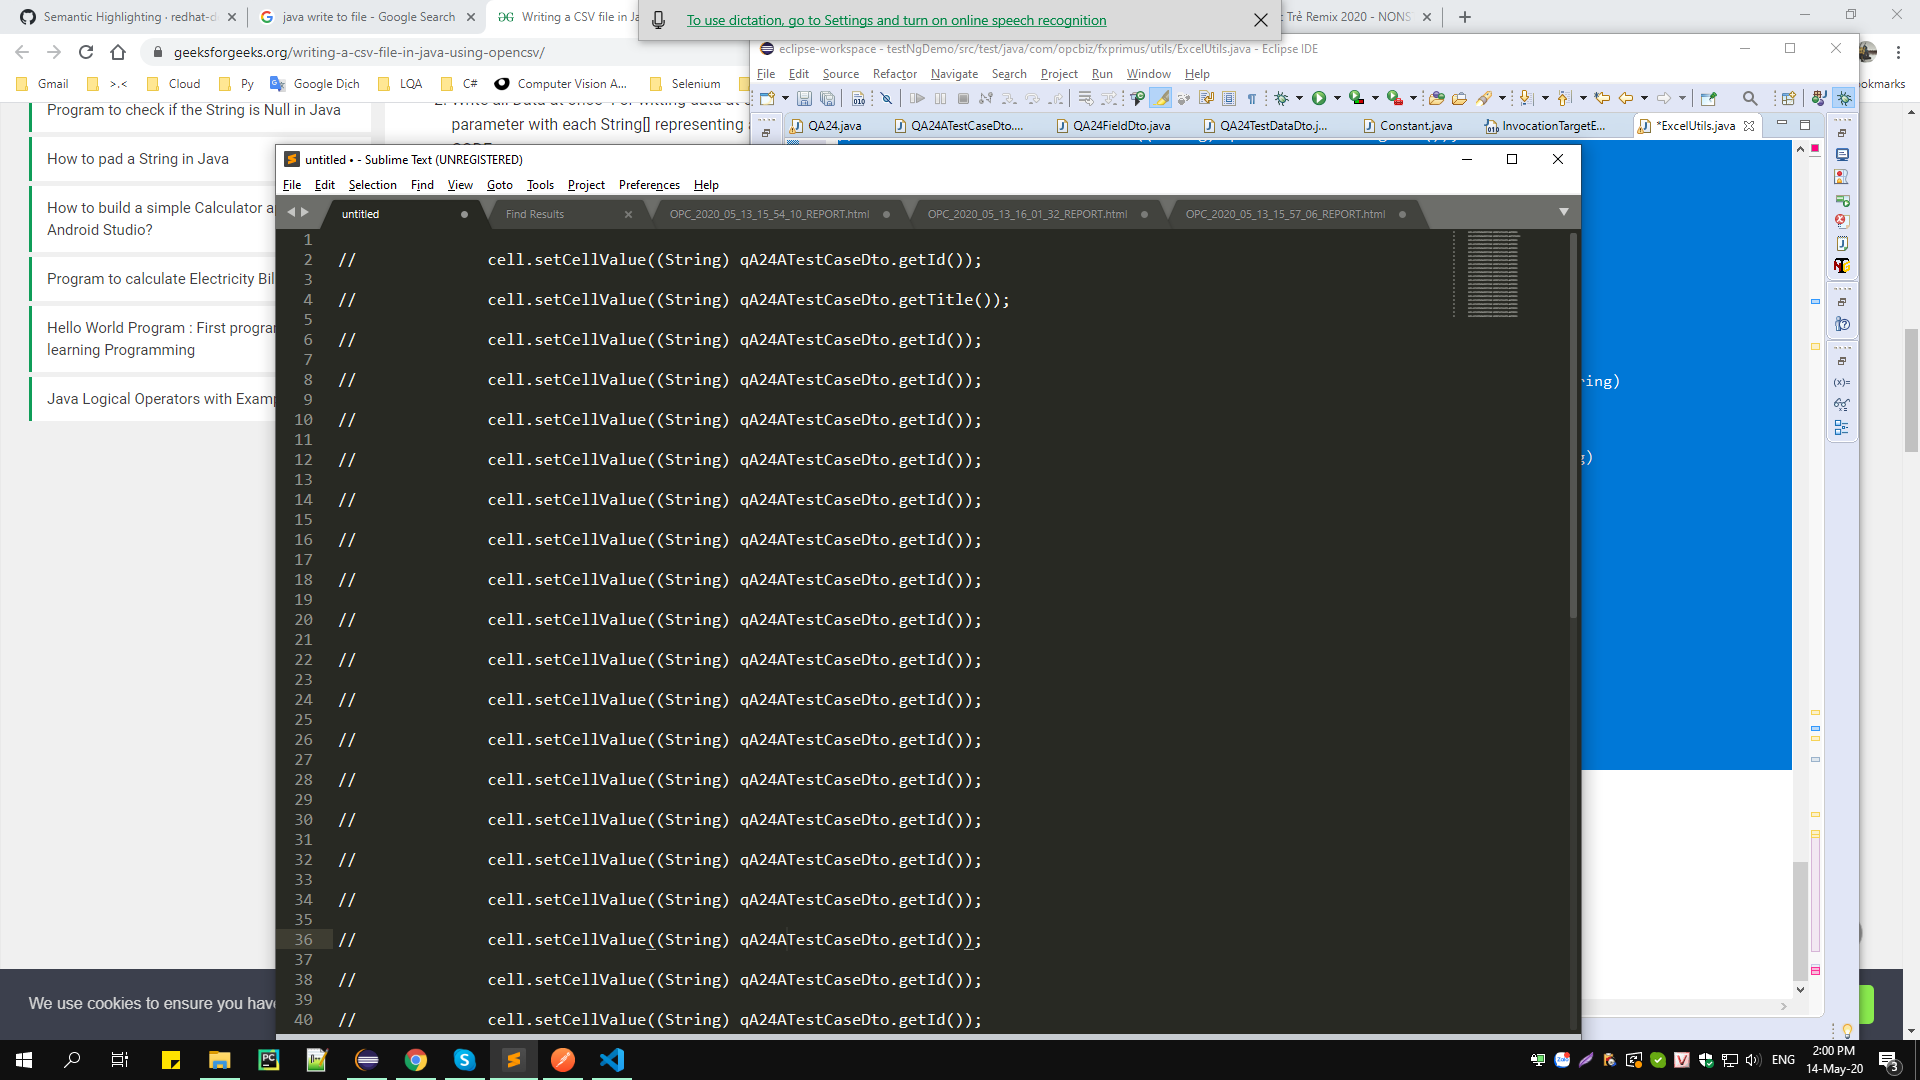 Semantic Highlighting · redhat-d
java write to file - Google Search
Writing a CSV file in Ja
To use dictation, go to Settings and turn on online speech recognition
Trẻ Remix 2020 - NONS
geeksforgeeks.org/writing-a-csv-file-in-java-using-opencsv/
eclipse-workspace - testNgDemo/src/test/java/com/opcbiz/fxprimus/utils/ExcelUtils.java - Eclipse IDE
File Edit Source Refactor Navigate Search Project Run Window Help
Gmail >.< Cloud Py Google Dịch LQA C# Computer Vision A... Selenium
QA24.java QA24ATestCaseDto.... QA24FieldDto.java QA24TestDataDto.j... Constant.java InvocationTargetE... *ExcelUtils.java
Program to check if the String is Null in Java
parameter with each String[] representing
How to pad a String in Java
How to build a simple Calculator
Android Studio?
Program to calculate Electricity Bil
Hello World Program : First progra
learning Programming
Java Logical Operators with Exam
untitled • - Sublime Text (UNREGISTERED)
File Edit Selection Find View Goto Tools Project Preferences Help
untitled Find Results OPC_2020_05_13_15_54_10_REPORT.html OPC_2020_05_13_16_01_32_REPORT.html OPC_2020_05_13_15_57_06_REPORT.html
1
2 // cell.setCellValue((String) qA24ATestCaseDto.getId());
3
4 // cell.setCellValue((String) qA24ATestCaseDto.getTitle());
5
6 // cell.setCellValue((String) qA24ATestCaseDto.getId());
7
8 // cell.setCellValue((String) qA24ATestCaseDto.getId());
9
10 // cell.setCellValue((String) qA24ATestCaseDto.getId());
11
12 // cell.setCellValue((String) qA24ATestCaseDto.getId());
13
14 // cell.setCellValue((String) qA24ATestCaseDto.getId());
15
16 // cell.setCellValue((String) qA24ATestCaseDto.getId());
17
18 // cell.setCellValue((String) qA24ATestCaseDto.getId());
19
20 // cell.setCellValue((String) qA24ATestCaseDto.getId());
21
22 // cell.setCellValue((String) qA24ATestCaseDto.getId());
23
24 // cell.setCellValue((String) qA24ATestCaseDto.getId());
25
26 // cell.setCellValue((String) qA24ATestCaseDto.getId());
27
28 // cell.setCellValue((String) qA24ATestCaseDto.getId());
29
30 // cell.setCellValue((String) qA24ATestCaseDto.getId());
31
32 // cell.setCellValue((String) qA24ATestCaseDto.getId());
33
34 // cell.setCellValue((String) qA24ATestCaseDto.getId());
35
36 // cell.setCellValue((String) qA24ATestCaseDto.getId());
37
38 // cell.setCellValue((String) qA24ATestCaseDto.getId());
39
40 // cell.setCellValue((String) qA24ATestCaseDto.getId());
ring)
g)
okmarks
We use cookies to ensure you have
ENG
2:00 PM
14-May-20
3